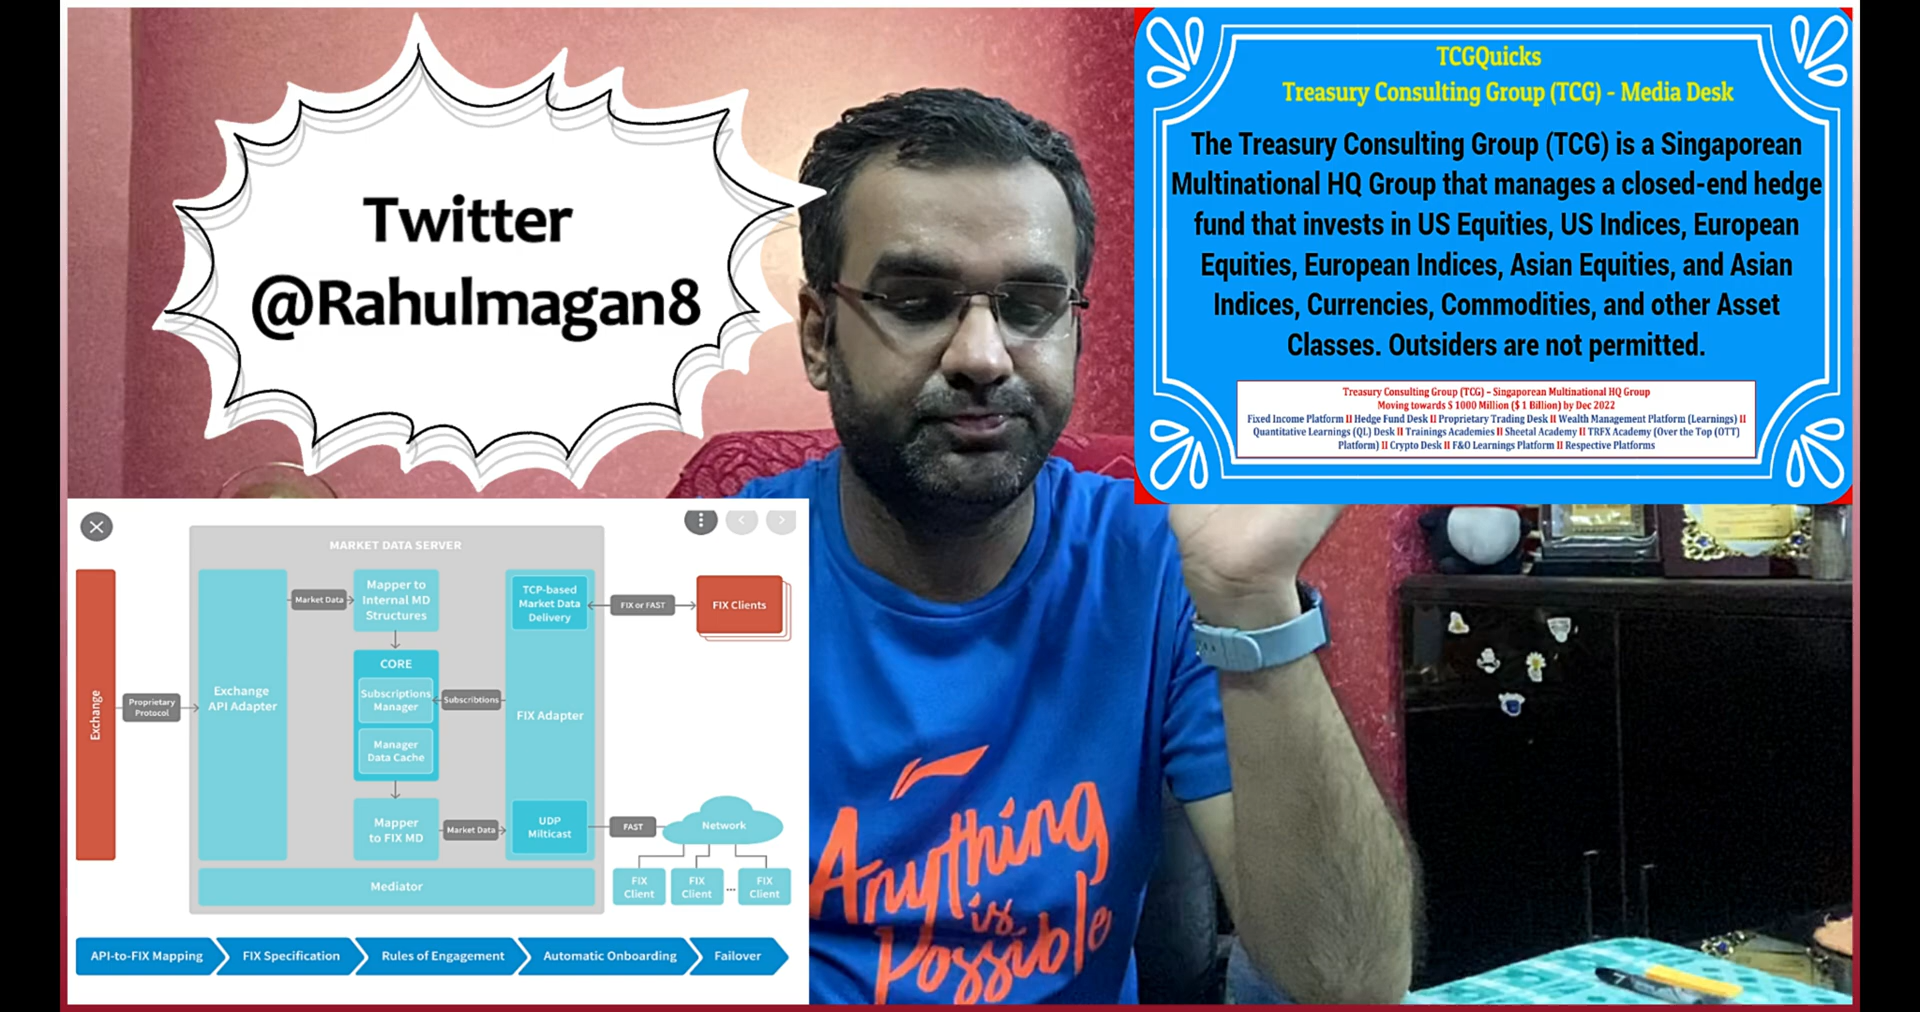 Twitter
@Rahulmagan8
TCGQuicks
Treasury Consulting Group (TCG) - Media Desk
The Treasury Consulting Group (TCG) is a Singaporean
Multinational HQ Group that manages a closed-end hedge
fund that invests in US Equities, US Indices, European
Equities, European Indices, Asian Equities, and Asian
Indices, Currencies, Commodities, and other Asset
Classes. Outsiders are not permitted.
Treasury Consulting Group (TCG) – Singaporean Multinational HQ Group
Moving towards $ 1000 Million ($ 1 Billion) by Dec 2022
Fixed Income Platform II Hedge Fund Desk II Proprietary Trading Desk II Wealth Management Platform (Learnings) II
Quantitative Learnings (QL) Desk II Trainings Academies II Sheetal Academy II TRFX Academy (Over the Top (OTT)
Platform) II Crypto Desk II F&O Learnings Platform II Respective Platforms
MARKET DATA SERVER
Exchange
Proprietary
Protocol
Exchange
API Adapter
Market Data
Mapper to
Internal MD
Structures
CORE
Subscriptions
Manager
Manager
Data Cache
Subscribtions
Mapper
to FIX MD
Market Data
TCP-based
Market Data
Delivery
FIX Adapter
UDP
Milticast
FIX or FAST
FIX Clients
FAST
Network
FIX
Client
FIX
Client
...
FIX
Client
Mediator
API-to-FIX Mapping
FIX Specification
Rules of Engagement
Automatic Onboarding
Failover
Anything
is
Possible